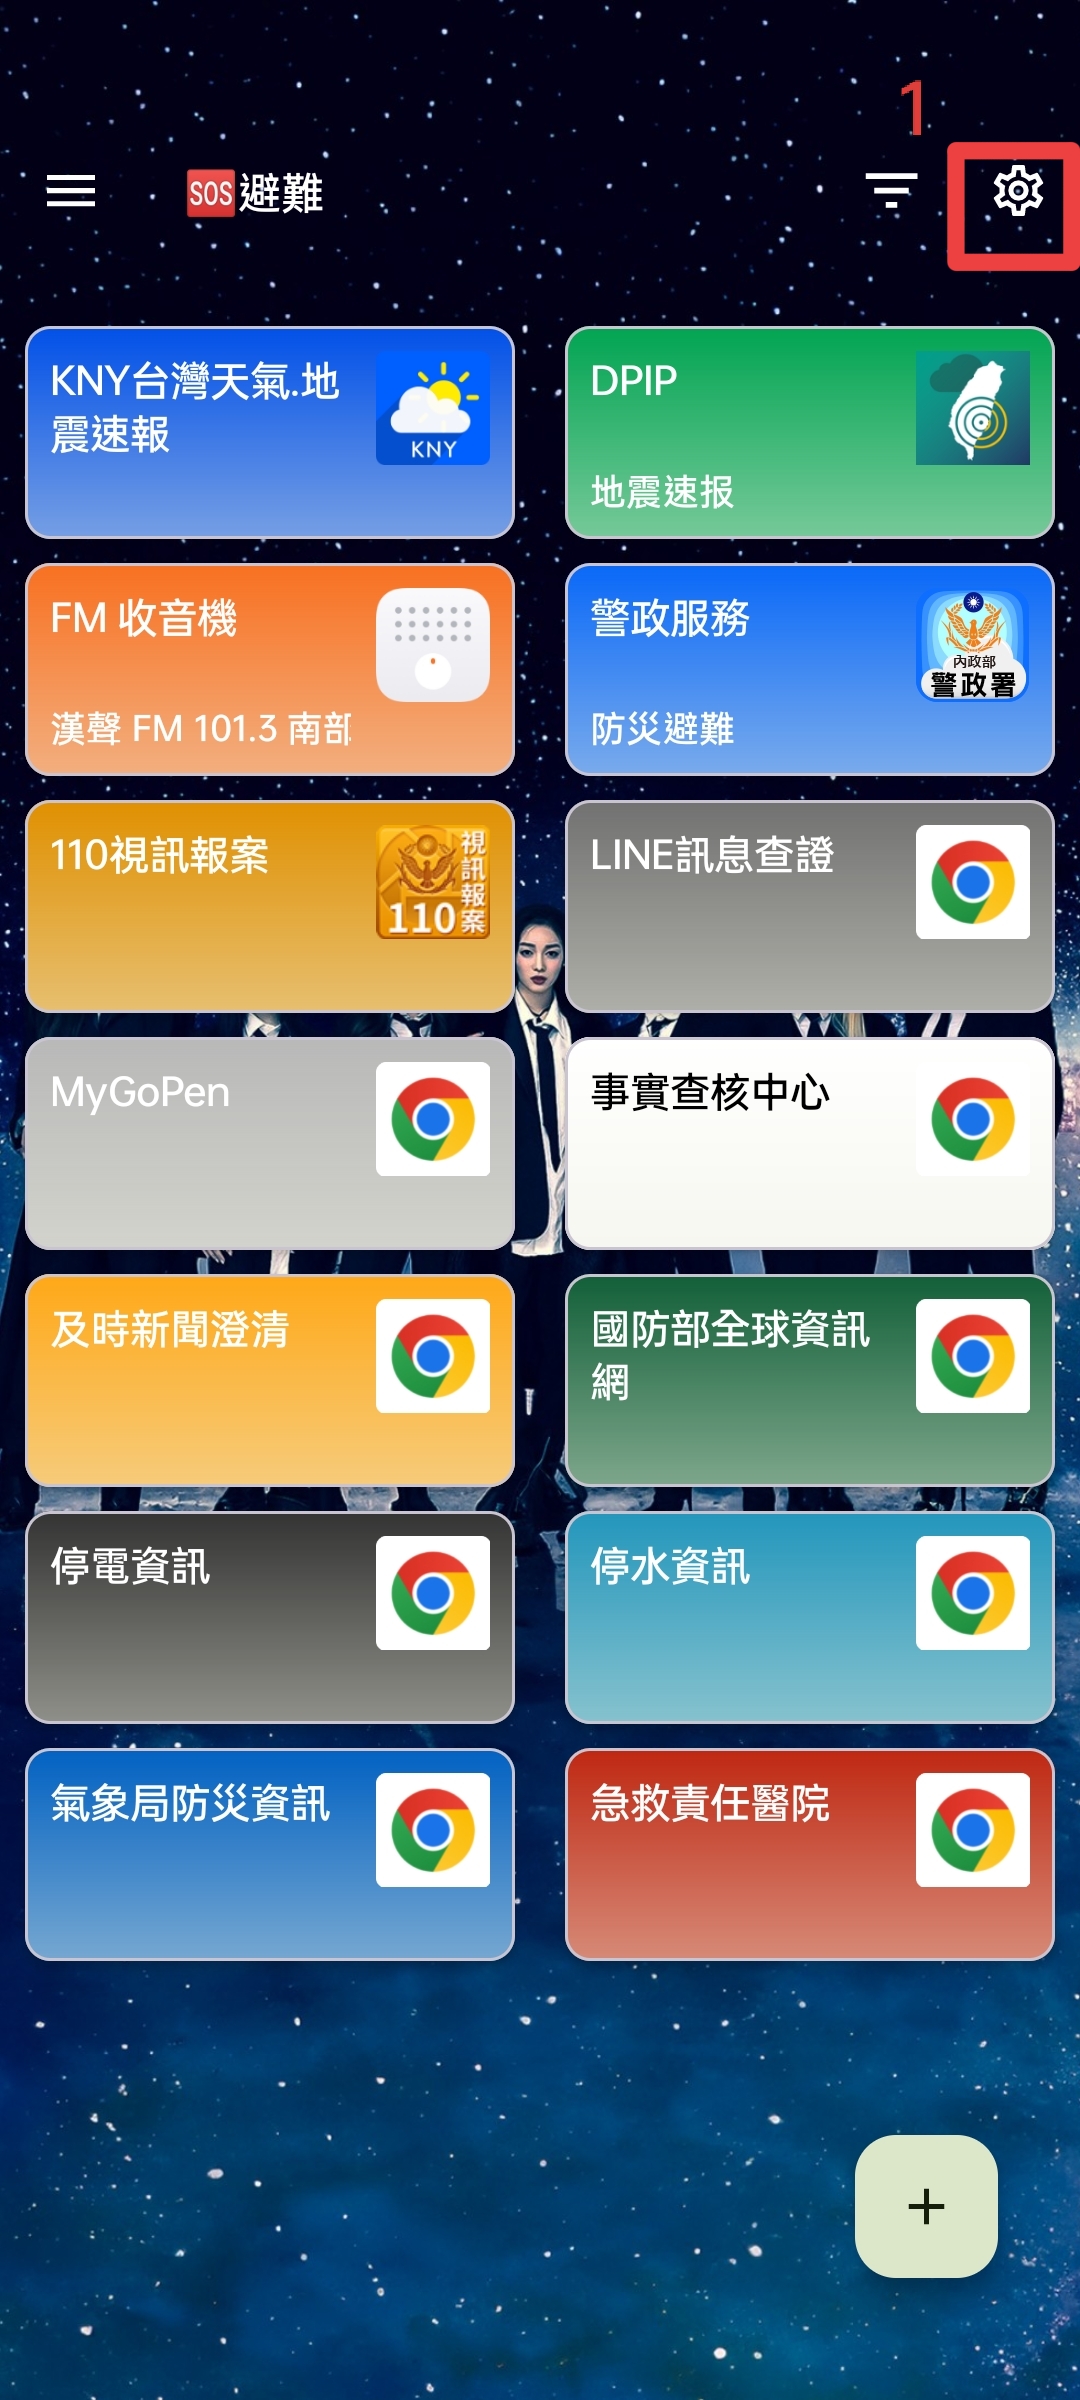 1
SOS避難
KNY台灣天氣.地
震速報
KNY
DPIP
地震速报
FM 收音機
漢聲 FM 101.3 南部
警政服務
內政部
警政署
防災避難
110視訊報案
視訊報案
110
LINE訊息查證
MyGoPen
事實查核中心
及時新聞澄清
國防部全球資訊
網
停電資訊
停水資訊
氣象局防災資訊
急救責任醫院